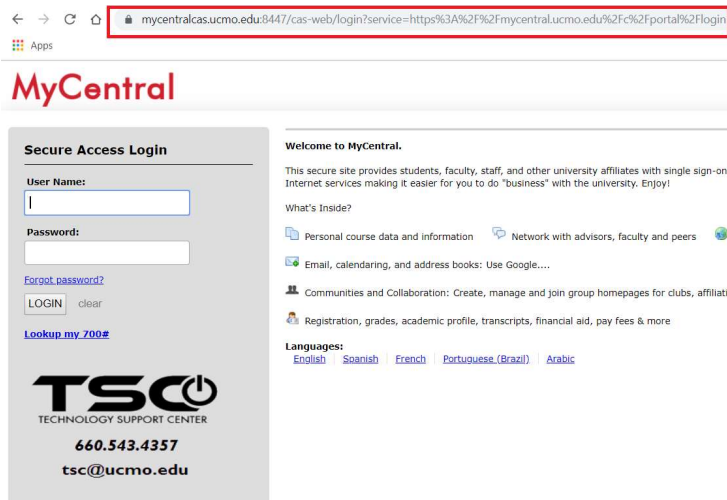 mycentralcas.ucmo.edu:8447/cas-web/login?service=https%3A%2F%2Fmycentral.ucmo.edu%2Fc%2Fportal%2Flogin
Apps
MyCentral
Secure Access Login
User Name:
Password:
Forgot password?
LOGIN clear
Lookup my 700#
TSC
TECHNOLOGY SUPPORT CENTER
660.543.4357
tsc@ucmo.edu
Welcome to MyCentral.
This secure site provides students, faculty, staff, and other university affiliates with single sign-on
Internet services making it easier for you to do "business" with the university. Enjoy!
What's Inside?
Personal course data and information Network with advisors, faculty and peers
Email, calendaring, and address books: Use Google....
Communities and Collaboration: Create, manage and join group homepages for clubs, affiliati
Registration, grades, academic profile, transcripts, financial aid, pay fees & more
Languages:
English Spanish French Portuguese (Brazil) Arabic